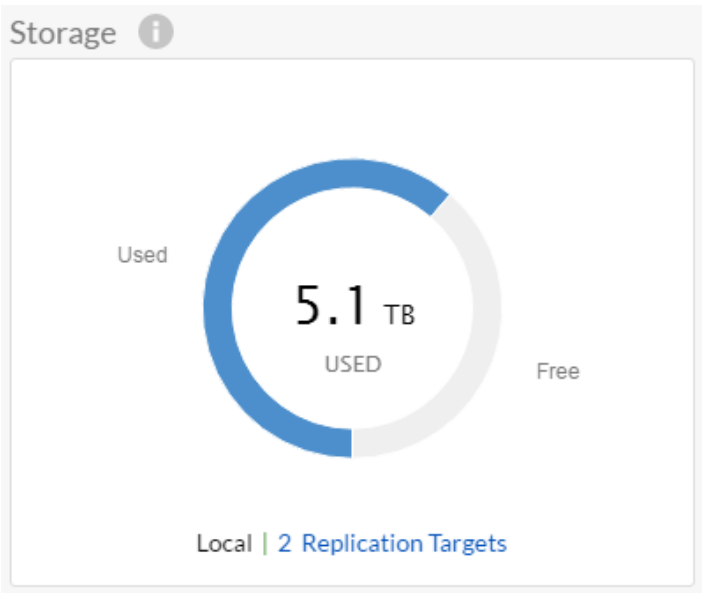 Storage i
Used
5.1 TB
USED
Free
Local | 2 Replication Targets